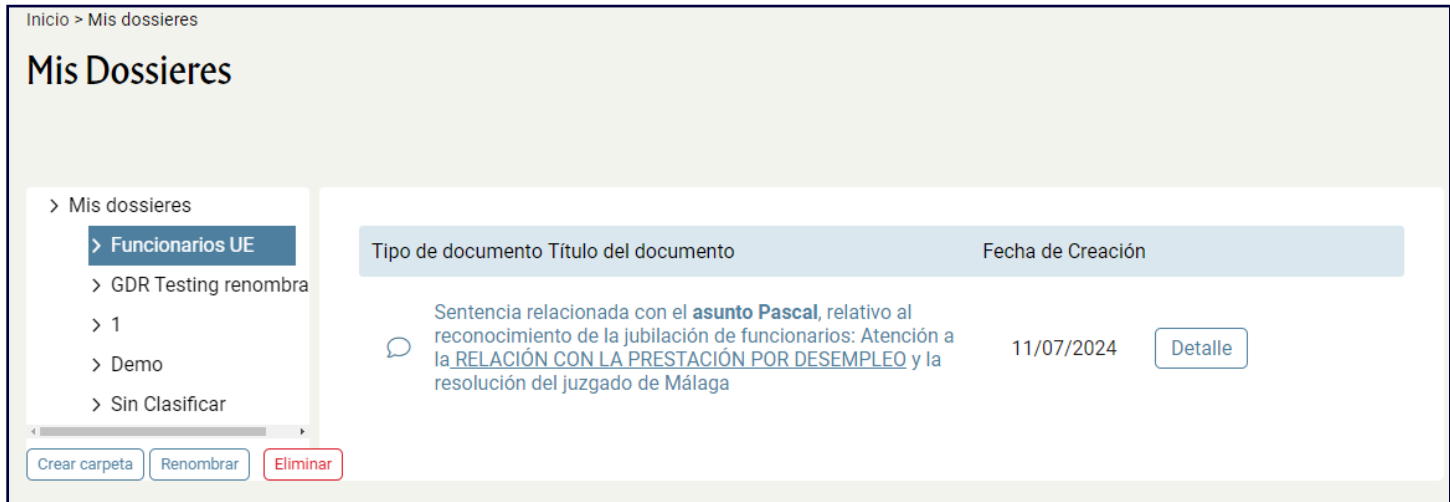 Inicio > Mis dossieres
Mis Dossieres
Mis dossieres
Funcionarios UE
GDR Testing renombra
1
Demo
Sin Clasificar
Crear carpeta Renombrar Eliminar
Tipo de documento Título del documento Fecha de Creación
Sentencia relacionada con el asunto Pascal, relativo al
reconocimiento de la jubilación de funcionarios: Atención a
la RELACIÓN CON LA PRESTACIÓN POR DESEMPLEO y la
resolución del juzgado de Málaga
11/07/2024 Detalle